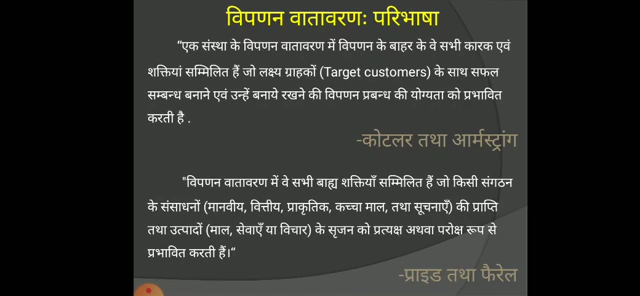 विपणन वातावरणः परिभाषा
“एक संस्था के विपणन वातावरण में विपणन के बाहर के वे सभी कारक एवं
शक्तियां सम्मिलित हैं जो लक्ष्य ग्राहकों (Target customers) के साथ सफल
सम्बन्ध बनाने एवं उन्हें बनाये रखने की विपणन प्रबन्ध की योग्यता को प्रभावित
करती है .
-कोटलर तथा आर्मस्ट्रांग
"विपणन वातावरण में वे सभी बाह्य शक्तियाँ सम्मिलित हैं जो किसी संगठन
के संसाधनों (मानवीय, वित्तीय, प्राकृतिक, कच्चा माल, तथा सूचनाएँ) की प्राप्ति
तथा उत्पादों (माल, सेवाएँ या विचार) के सृजन को प्रत्यक्ष अथवा परोक्ष रूप से
प्रभावित करती हैं।“
-प्राइड तथा फैरेल